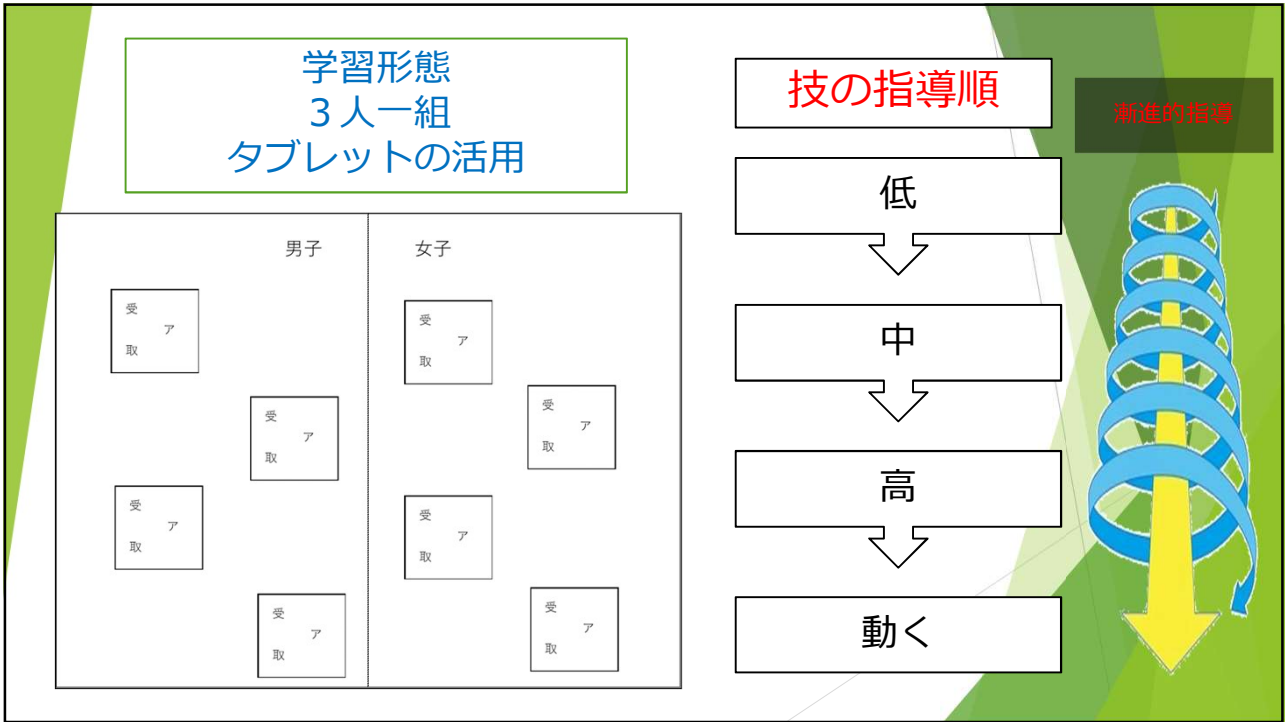 学習形態
３人一組
タブレットの活用
男子
女子
受
ア
取
受
ア
取
受
ア
取
受
ア
取
受
ア
取
受
ア
取
受
ア
取
受
ア
取
技の指導順
低
中
高
動く
漸進的指導